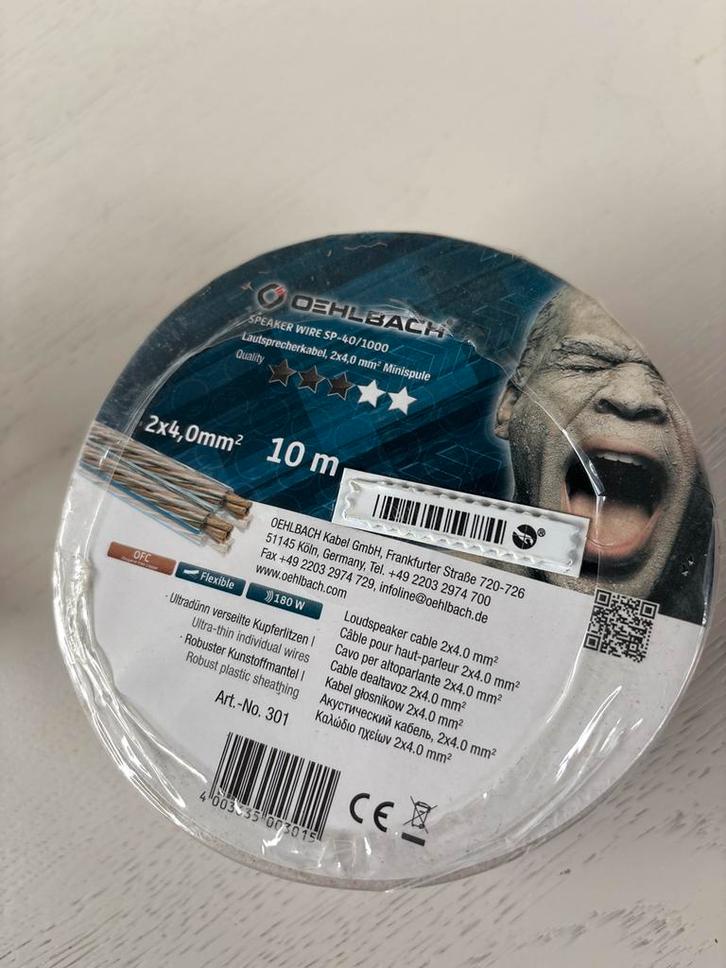 OEHLBACH
SPEAKER WIRE SP-40/1000
Lautsprecherkabel, 2x4,0 mm² Minispule
Quality
2x4,0mm²
10 m
OEHLBACH Kabel GmbH, Frankfurter Straße 720-726
51145 Köln, Germany, Tel. +49 2203 2974 700
Fax +49 2203 2974 729, infoline@oehlbach.de
www.oehlbach.com
OFC
Flexible
180 W
· Ultradünn verseilte Kupferlitzen |
Ultra-thin individual wires
· Robuster Kunstoffmantel |
Robust plastic sheathing
Art.-No. 301
Loudspeaker cable 2x4.0 mm²
Câble pour haut-parleur 2x4.0 mm²
Cavo per altoparlante 2x4.0 mm²
Cable dealtavoz 2x4.0 mm²
Kabel głosnikow 2x4.0 mm²
Акустический кабель, 2x4.0 mm²
Καλώδιο ηχείων 2x4.0 mm²
4 003635 003015
CE